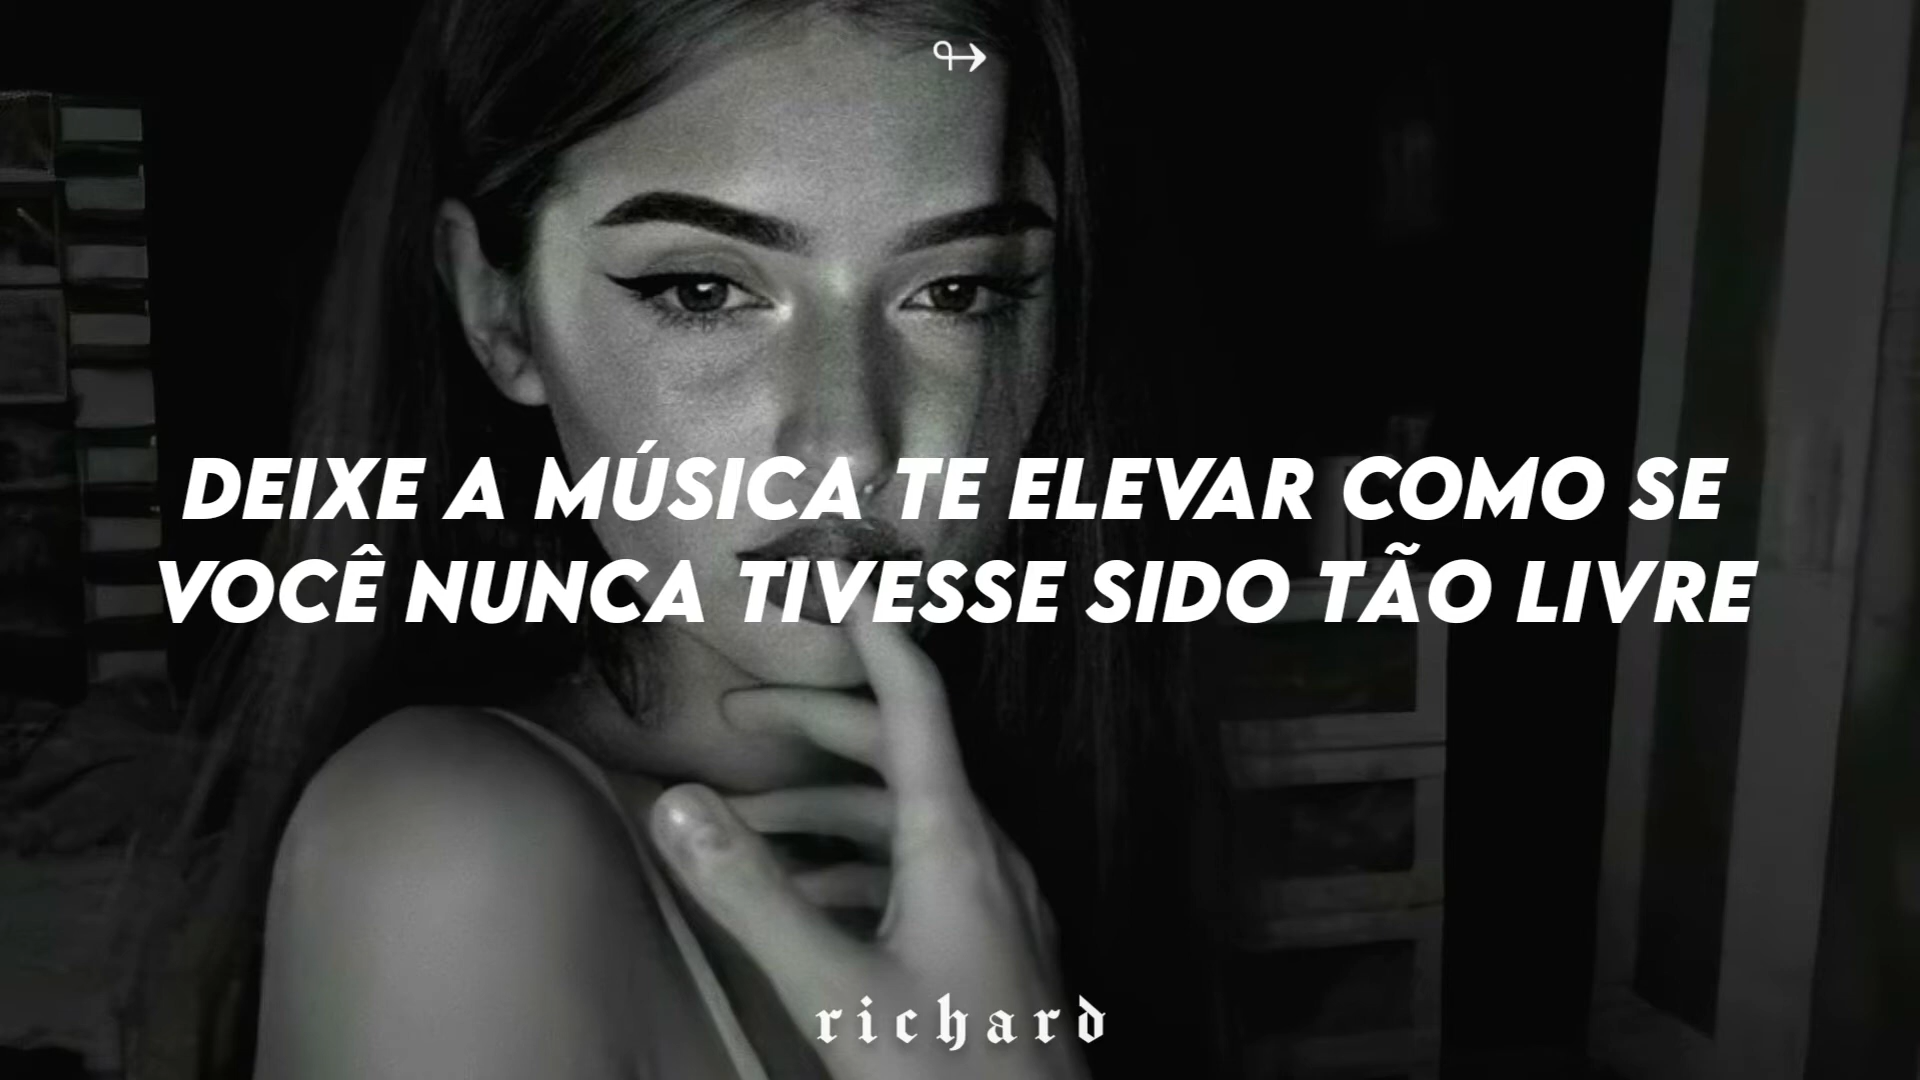 DEIXE A MÚSICA TE ELEVAR COMO SE
VOCÊ NUNCA TIVESSE SIDO TÃO LIVRE
richard